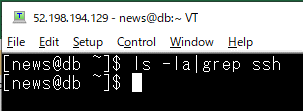 52.198.194.129 - news@db:~ VT
File Edit Setup Control Window Help
[news@db ~]$ ls -la|grep ssh
[news@db ~]$